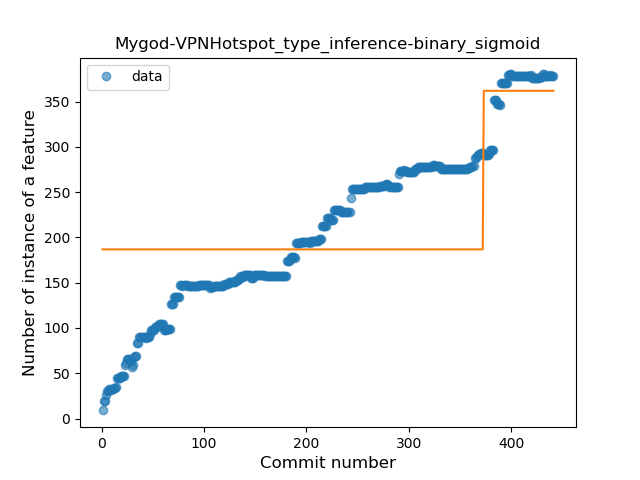 Mygod-VPNHotspot_type_inference-binary_sigmoid
data
Number of instance of a feature
350
300
250
200
150
100
50
0
0 100 200 300 400
Commit number